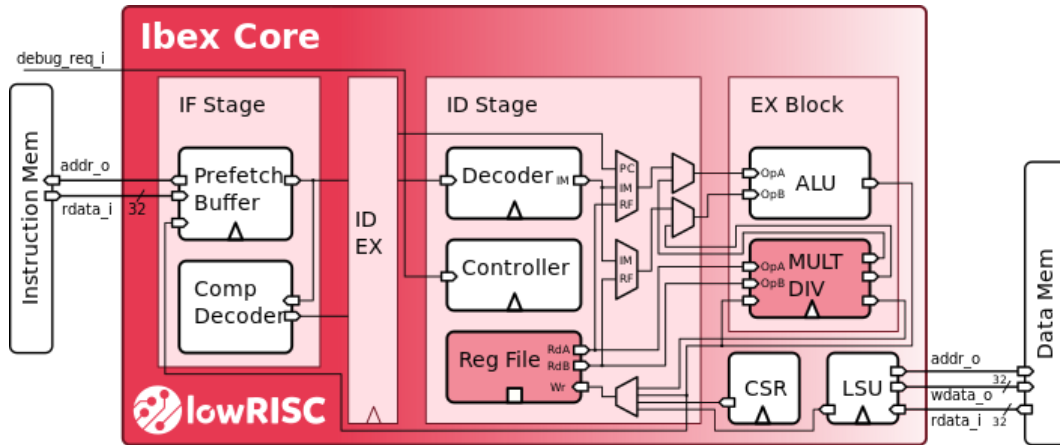 Ibex Core
debug_req_i
IF Stage
ID Stage
EX Block
Instruction Mem
addr_o
rdata_i
32
Prefetch
Buffer
Comp
Decoder
ID
EX
Decoder
IM
Controller
Reg File
RdA
RdB
Wr
PC
IM
RF
IM
RF
OpA
OpB
ALU
OpA
OpB
MULT
DIV
CSR
LSU
addr_o
32
wdata_o
rdata_i
32
Data Mem
lowRISC